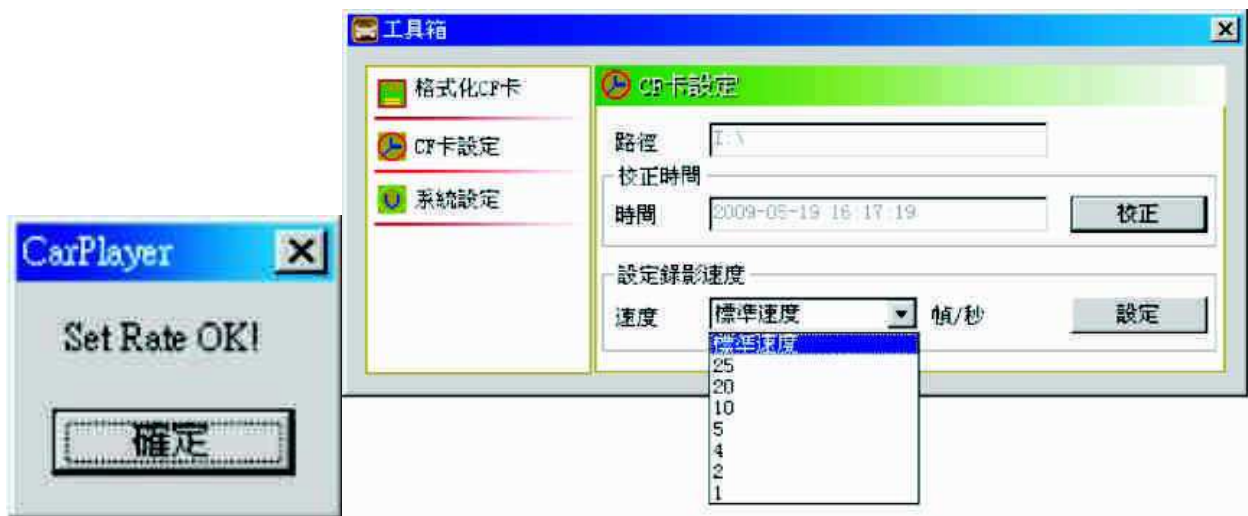 CarPlayer
Set Rate OK!
確定
工具箱
格式化CF卡
CF卡設定
系統設定
CF卡設定
路徑 I:\
校正時間
時間 2009-05-19 16:17:19 校正
設定錄影速度
速度 標準速度 幀/秒 設定
標準速度
25
20
10
5
4
2
1